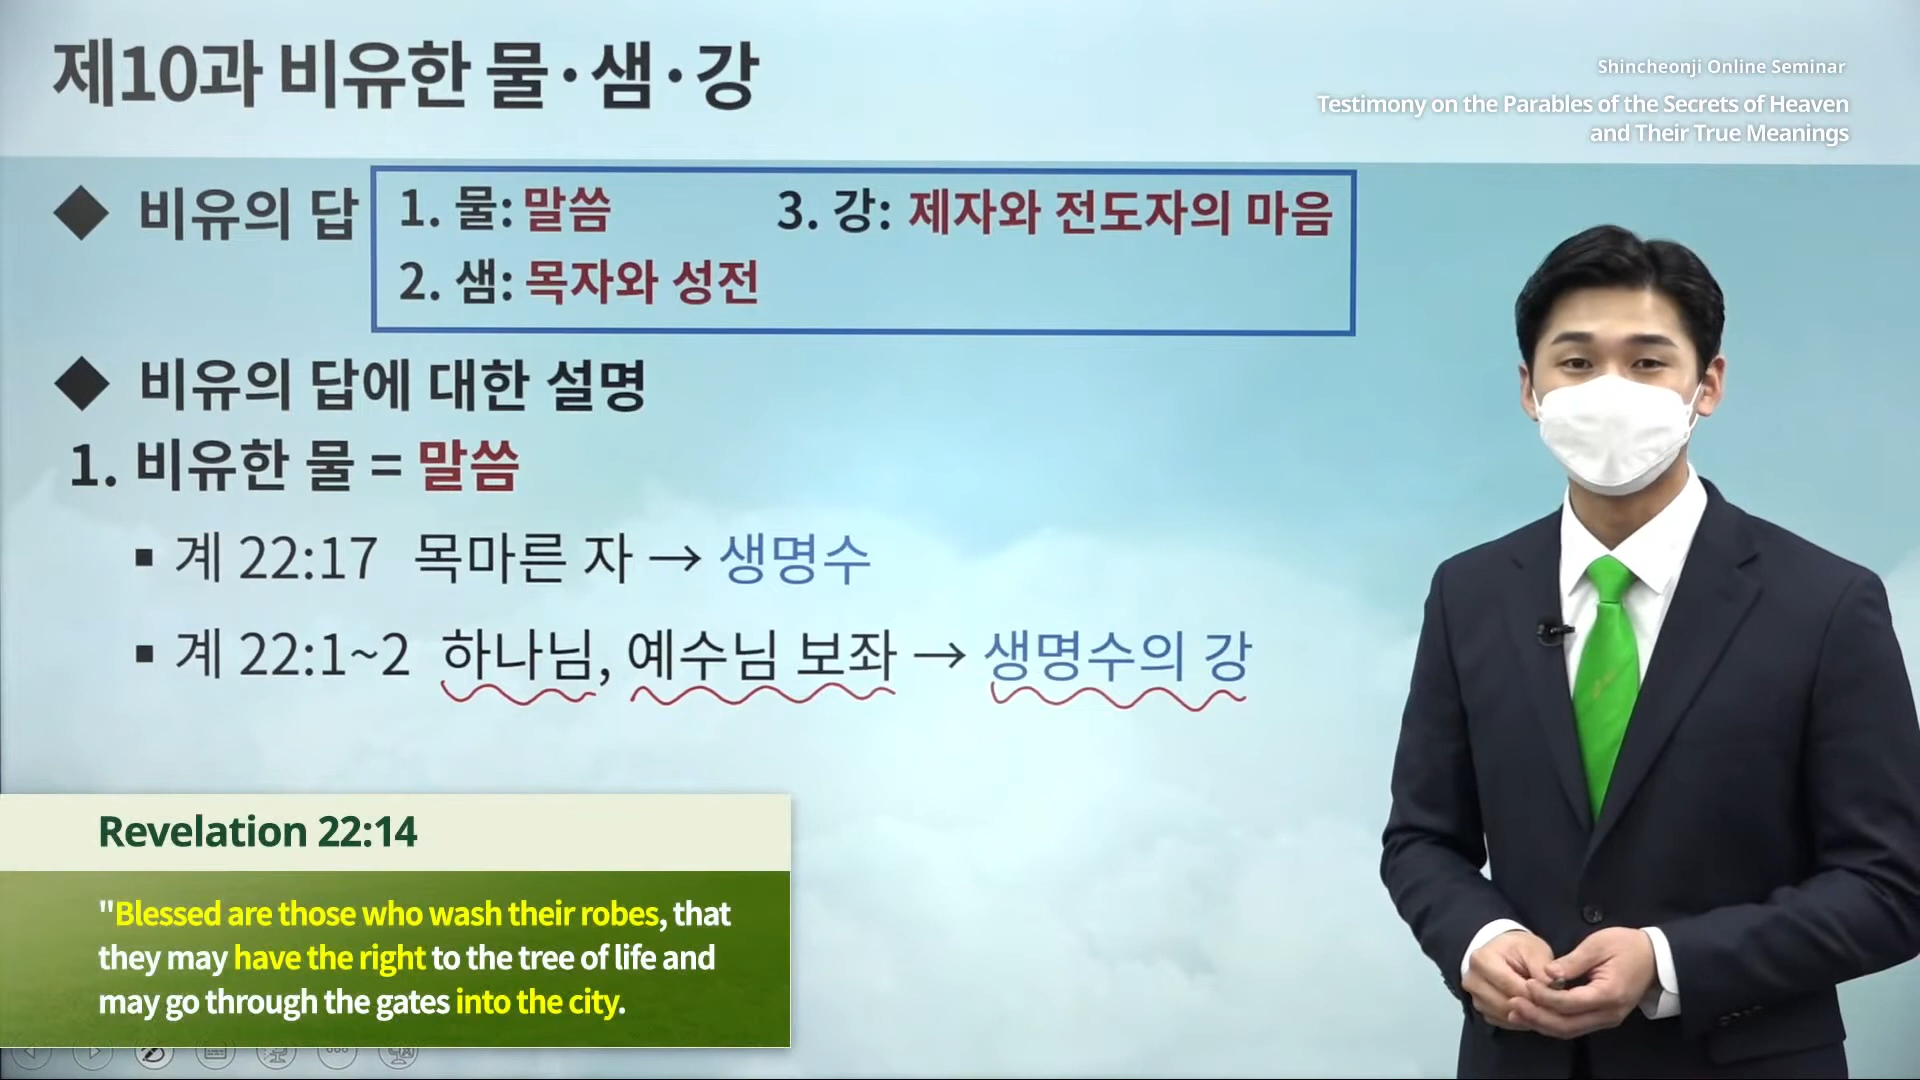 제10과 비유한 물·샘·강
Shincheonji Online Seminar
Testimony on the Parables of the Secrets of Heaven
and Their True Meanings
◆ 비유의 답
1. 물: 말씀 3. 강: 제자와 전도자의 마음
2. 샘: 목자와 성전
◆ 비유의 답에 대한 설명
1. 비유한 물 = 말씀
▪ 계 22:17 목마른 자 → 생명수
▪ 계 22:1~2 하나님, 예수님 보좌 → 생명수의 강
Revelation 22:14
"Blessed are those who wash their robes, that
they may have the right to the tree of life and
may go through the gates into the city.